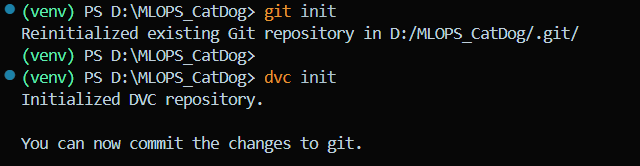 (venv) PS D:\MLOPS_CatDog> git init
Reinitialized existing Git repository in D:/MLOPS_CatDog/.git/
(venv) PS D:\MLOPS_CatDog>
(venv) PS D:\MLOPS_CatDog> dvc init
Initialized DVC repository.
You can now commit the changes to git.